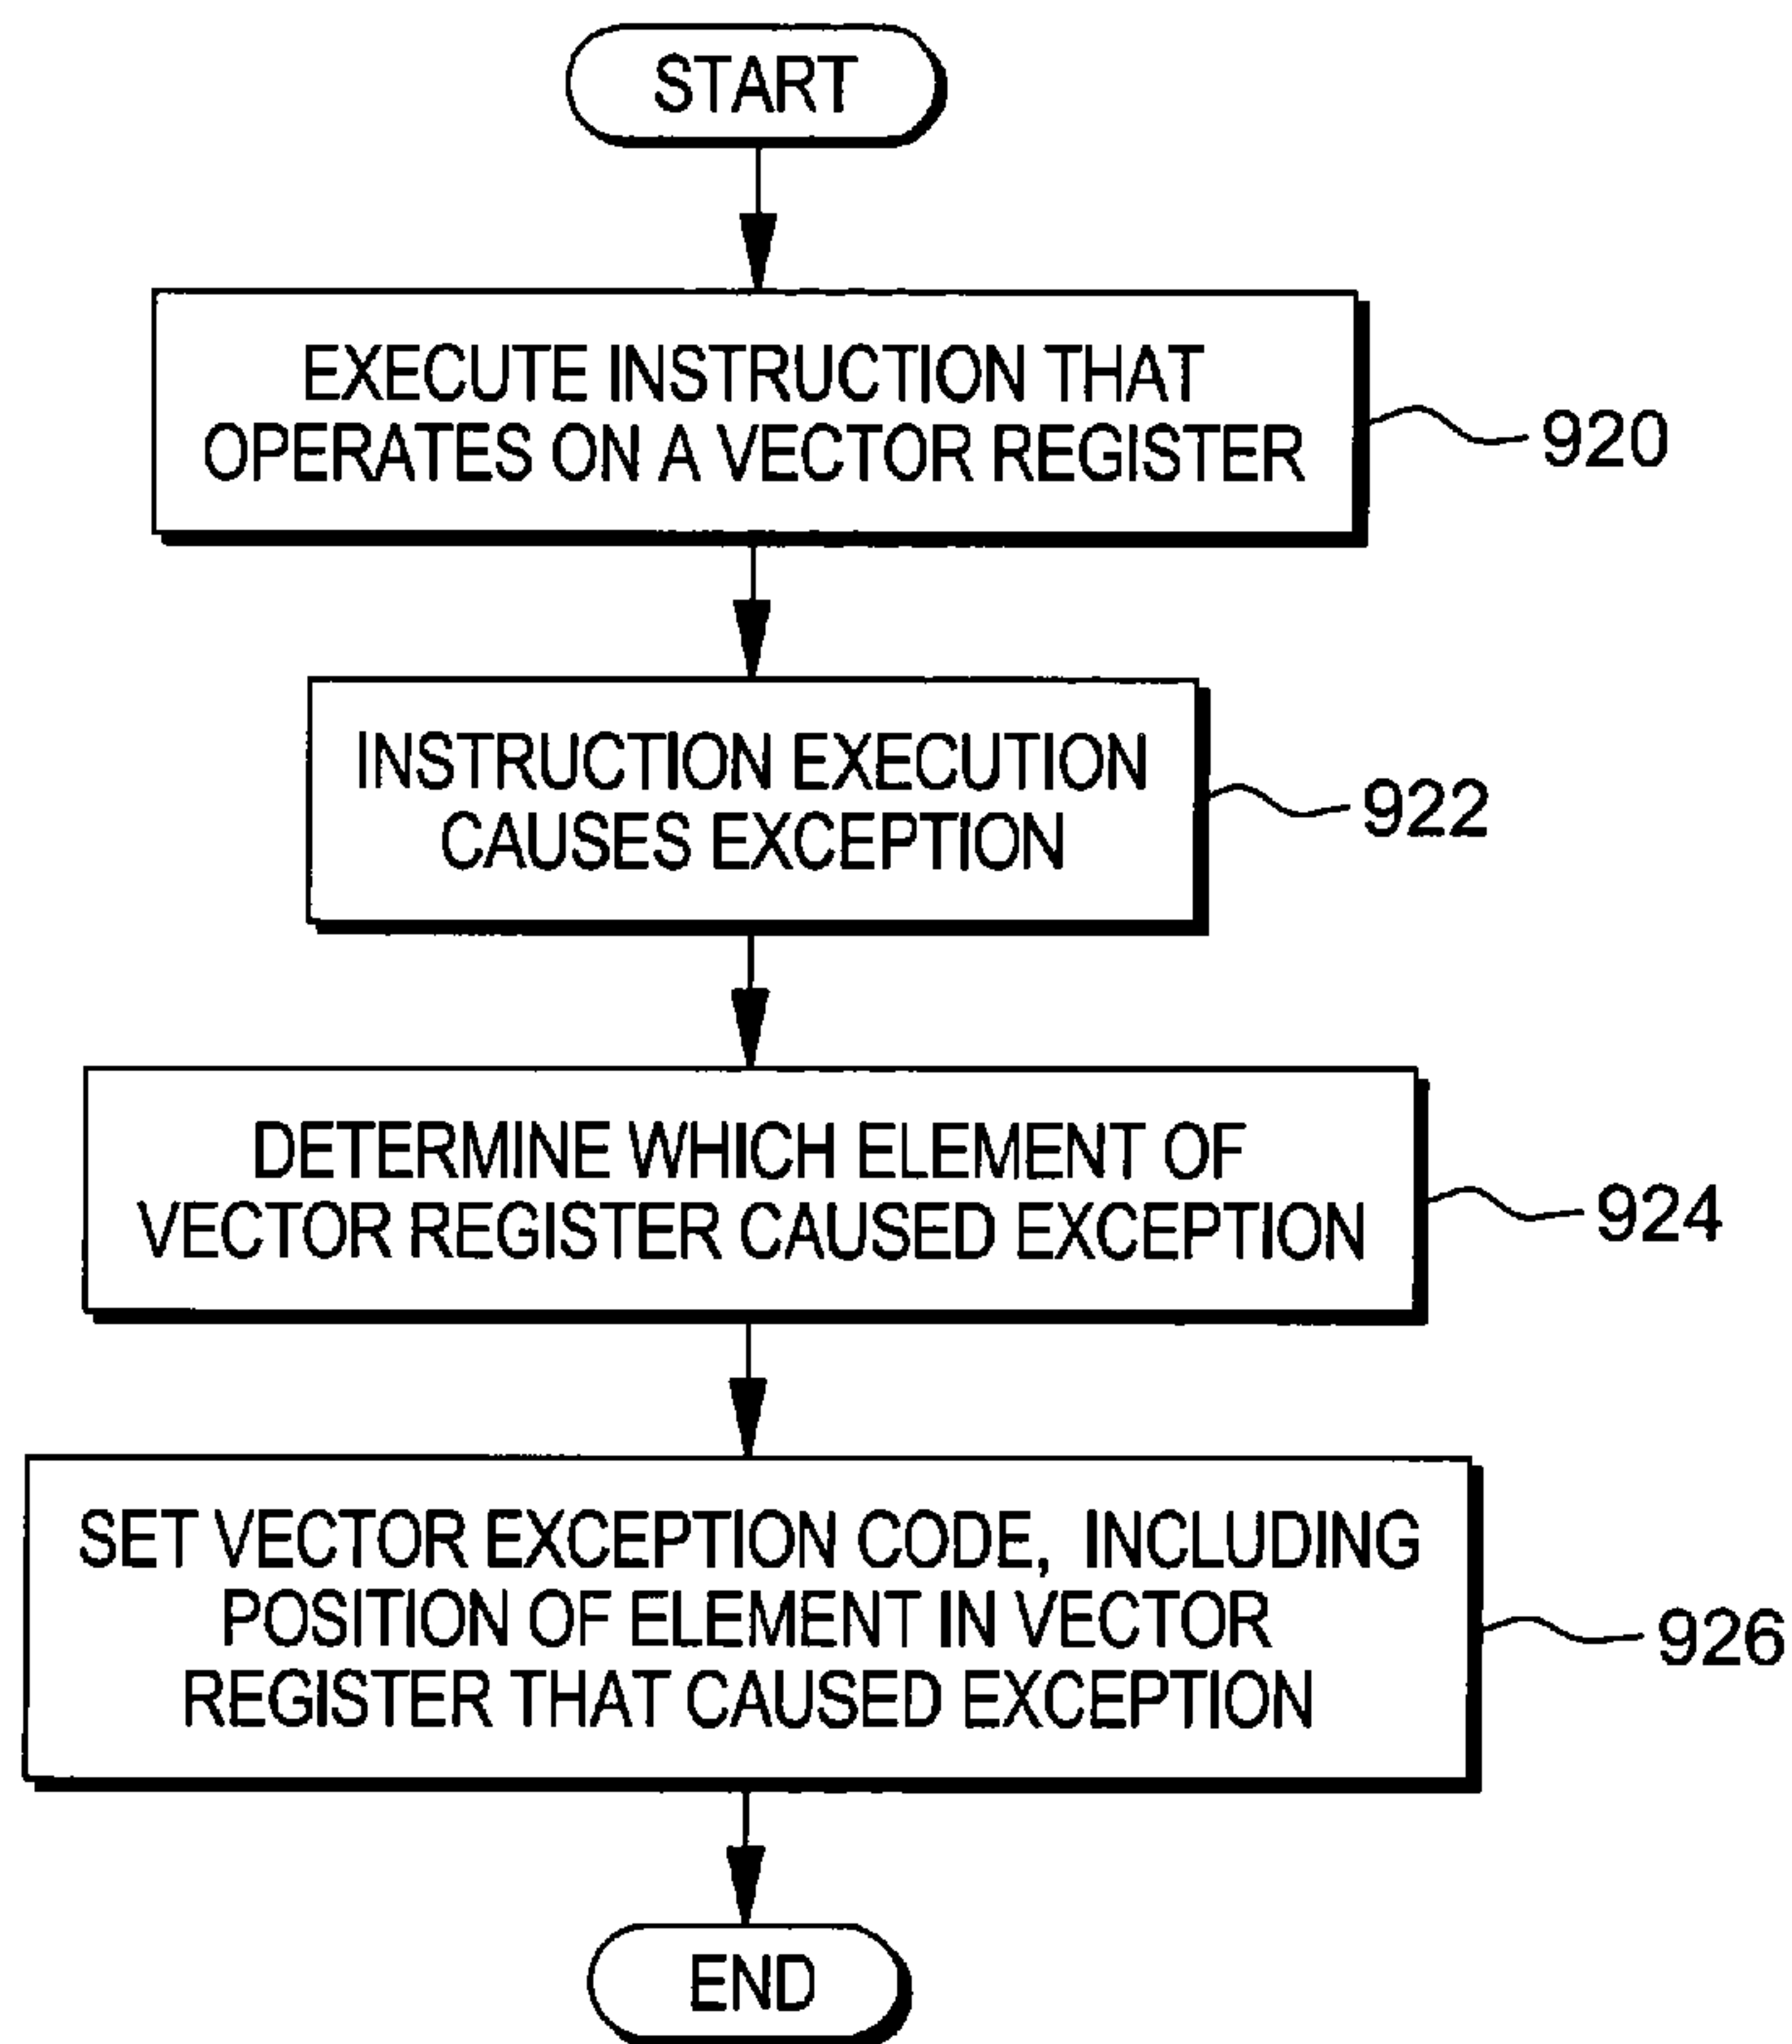 START
EXECUTE INSTRUCTION THAT
OPERATES ON A VECTOR REGISTER
920
INSTRUCTION EXECUTION
CAUSES EXCEPTION
922
DETERMINE WHICH ELEMENT OF
VECTOR REGISTER CAUSED EXCEPTION
924
SET VECTOR EXCEPTION CODE, INCLUDING
POSITION OF ELEMENT IN VECTOR
REGISTER THAT CAUSED EXCEPTION
926
END